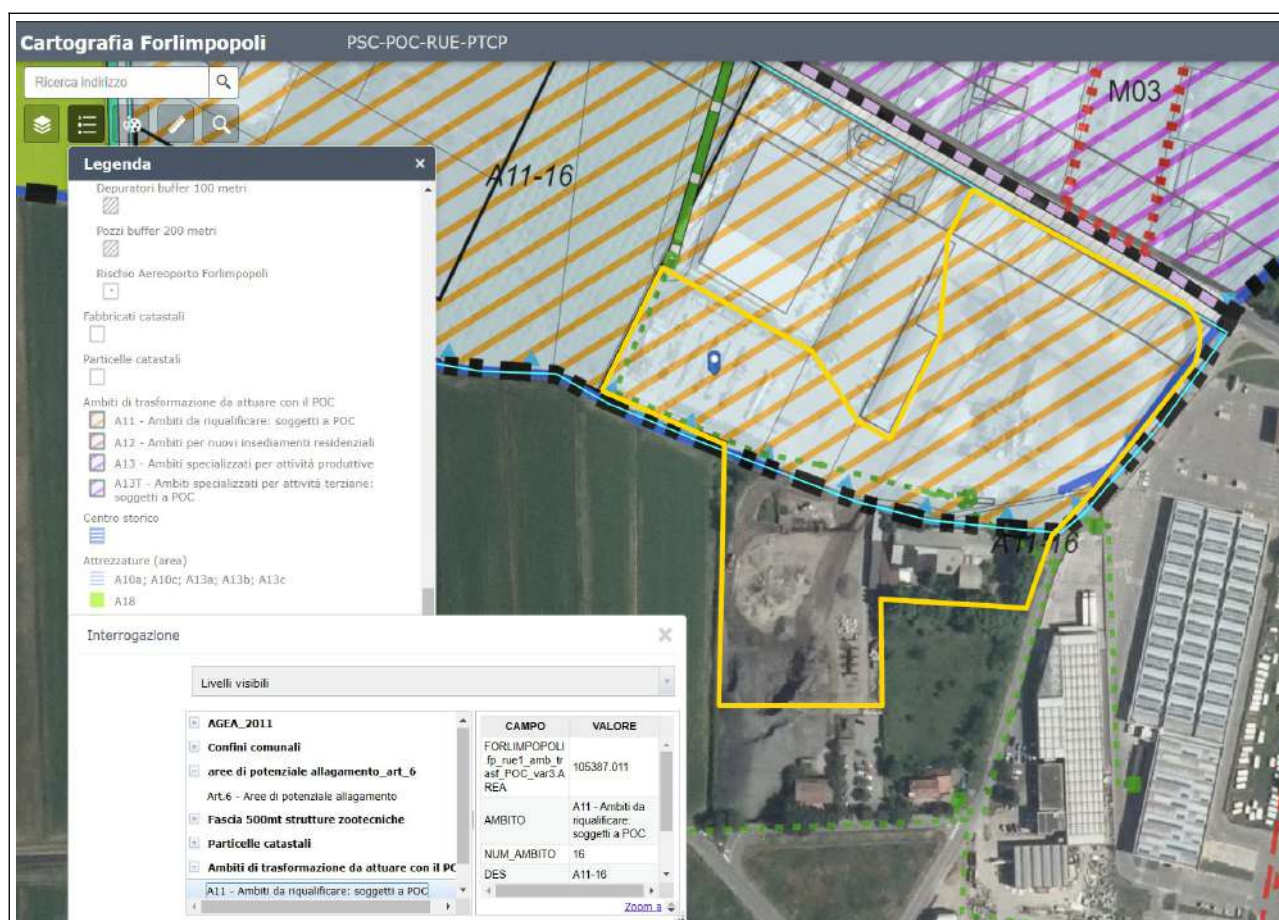 Cartografia Forlimpopoli PSC-POC-RUE-PTCP
Ricerca indirizzo
M03
Legenda
A11-16
Depuratori buffer 100 metri
Pozzi buffer 200 metri
Rischio Aereoporto Forlimpopoli
Fabbricati catastali
Particelle catastali
Ambiti di trasformazione da attuare con il POC
A11 - Ambiti da riqualificare: soggetti a POC
A12 - Ambiti per nuovi insediamenti residenziali
A13 - Ambiti specializzati per attività produttive
A13T - Ambiti specializzati per attività terziane:
soggetti a POC
Centro storico
Attrezzature (area)
A10a; A10c; A13a; A13b; A13c
A18
A11-16
Interrogazione
Livelli visibili
AGEA_2011
Confini comunali
aree di potenziale allagamento_art_6
Art.6 - Aree di potenziale allagamento
Fascia 500mt strutture zootecniche
Particelle catastali
Ambiti di trasformazione da attuare con il PO
A11 - Ambiti da riqualificare: soggetti a POC
CAMPO VALORE
FORLIMPOPOLI
.fp_rue1_amb_tr
asf_POC_var3.A
REA
105387.011
AMBITO
A11 - Ambiti da
riqualificare:
soggetti a POC
NUM_AMBITO 16
DES A11-16
Zoom a